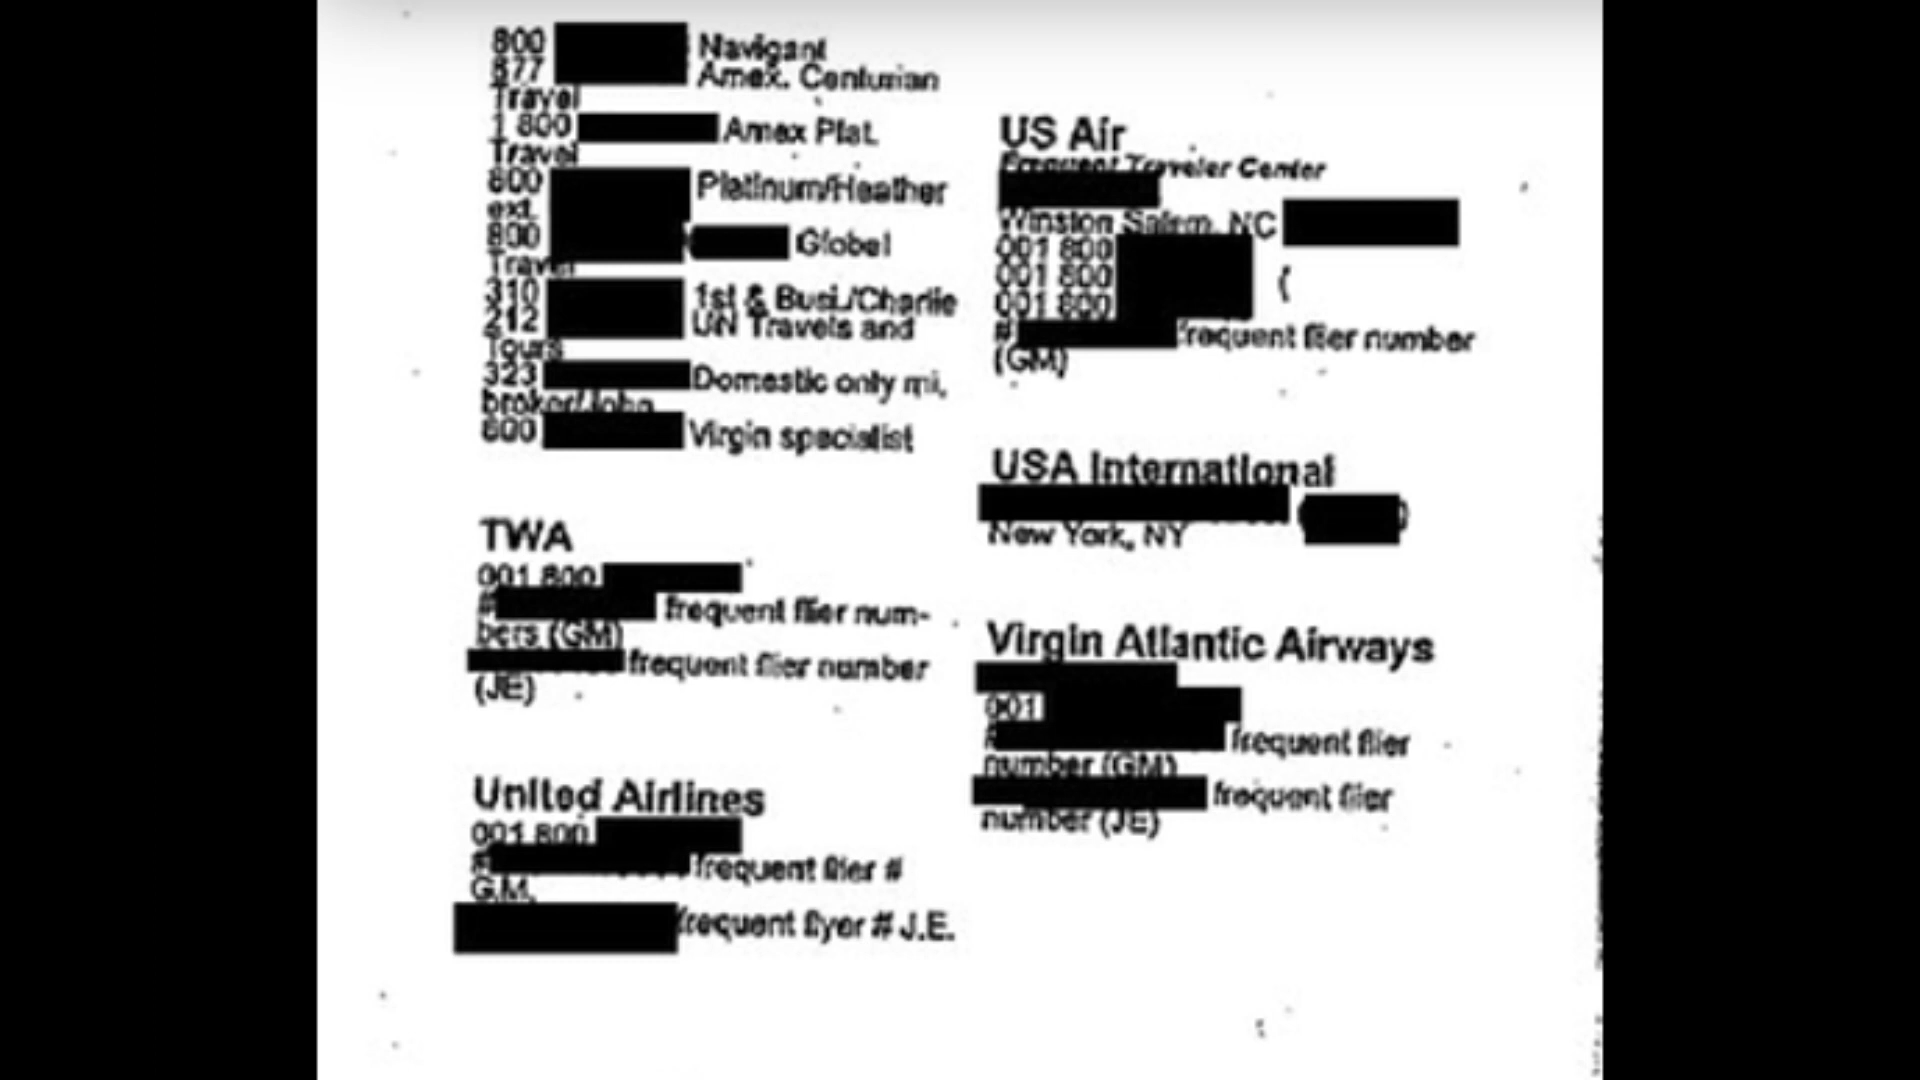 800 Navigant
877 Amex. Centurian
Travel
1 800 Amex Plat.
Travel
800 Platinum/Heather
ext.
800 Global
Travel
310 1st & Busi./Charlie
212 UN Travels and
Tours
323 Domestic only mi,
broker/John
800 Virgin specialist
TWA
001 800
# frequent flier num-
bers (GM)
frequent flier number
(JE)
United Airlines
001 800
# frequent flier #
G.M.
frequent flyer # J.E.
US Air
Frequent Traveler Center
Winston Salem, NC
001 800
001 800 (
001 800
# frequent flier number
(GM)
USA International
( )
New York, NY
Virgin Atlantic Airways
001
# frequent flier
number (GM)
frequent flier
number (JE)